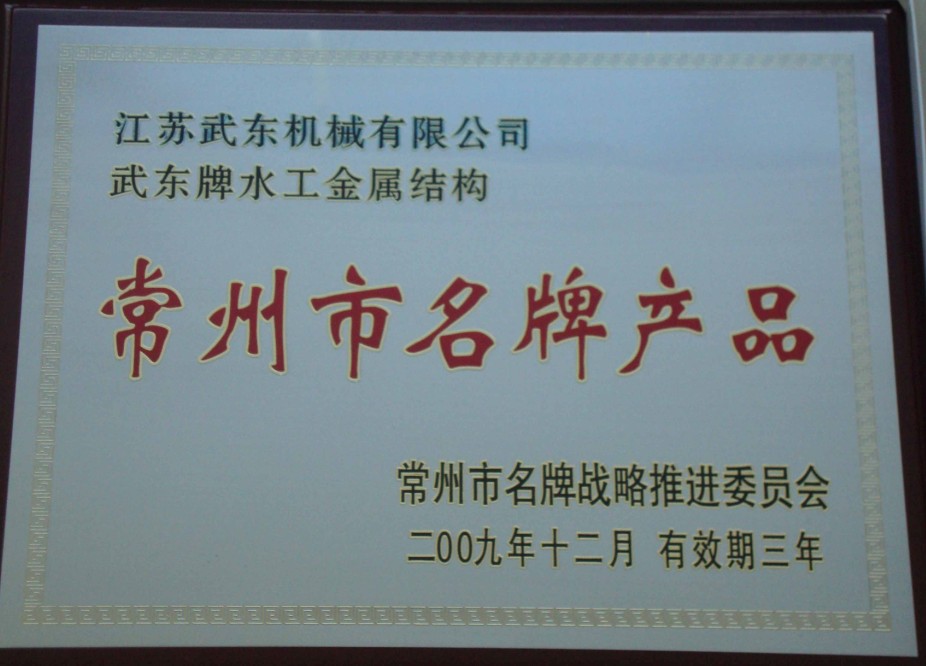 江苏武东机械有限公司
武东牌水工金属结构
常州市名牌产品
常州市名牌战略推进委员会
二00九年十二月 有效期三年